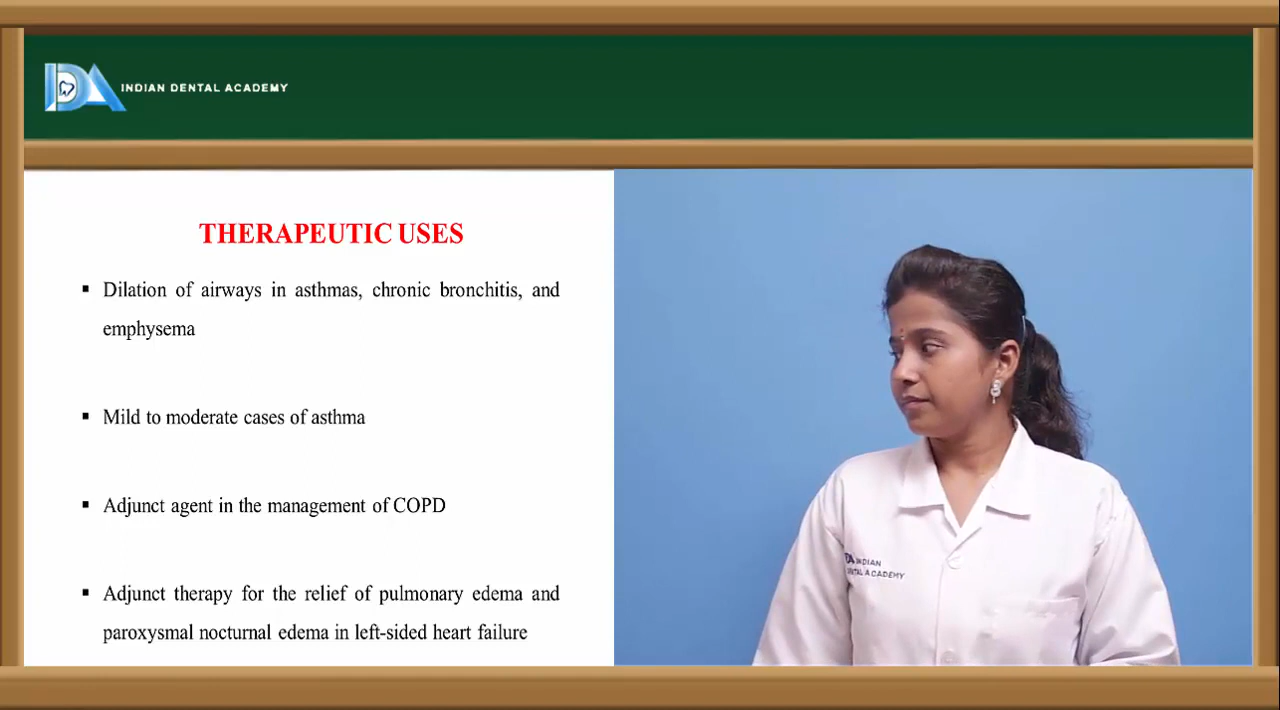 INDIAN DENTAL ACADEMY
THERAPEUTIC USES
▪ Dilation of airways in asthmas, chronic bronchitis, and
emphysema
▪ Mild to moderate cases of asthma
▪ Adjunct agent in the management of COPD
▪ Adjunct therapy for the relief of pulmonary edema and
paroxysmal nocturnal edema in left-sided heart failure
IDA INDIAN
DENTAL ACADEMY